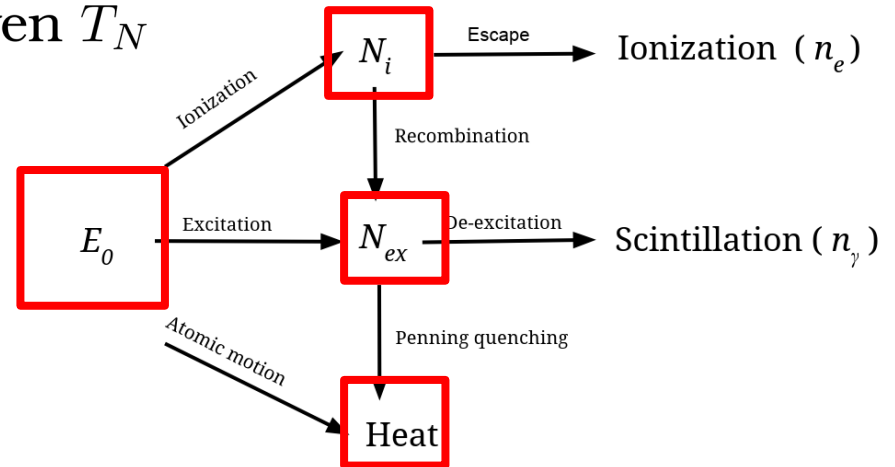 T_N
Ionization
N_i
Escape
Ionization ( n_e )
Recombination
E_0
Excitation
N_ex
De-excitation
Scintillation ( n_γ )
Atomic motion
Penning quenching
Heat